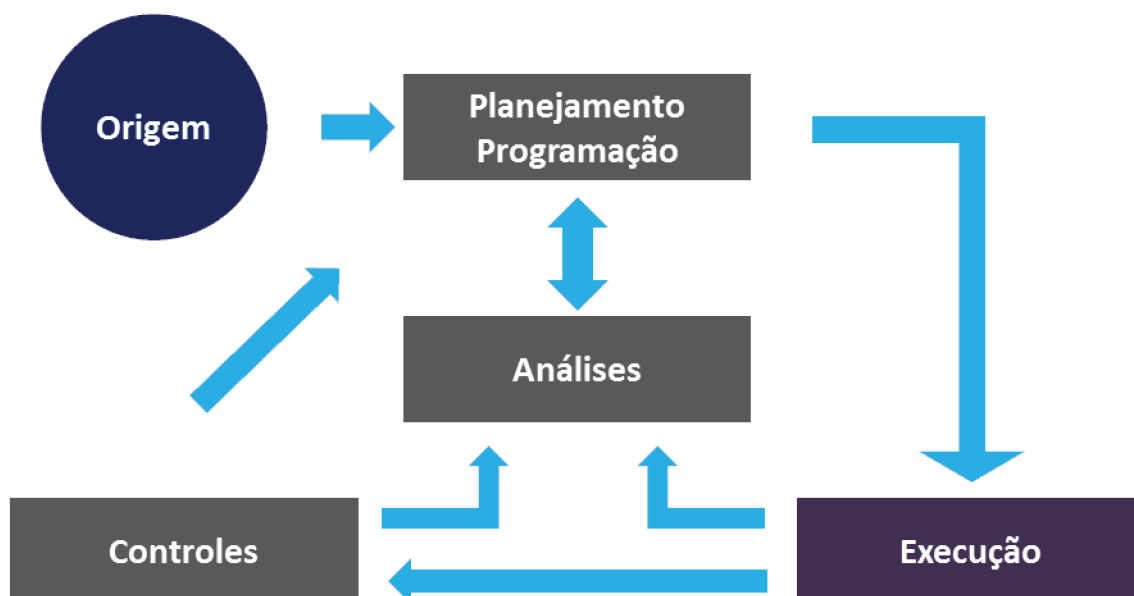 Origem
Planejamento
Programação
Análises
Controles
Execução